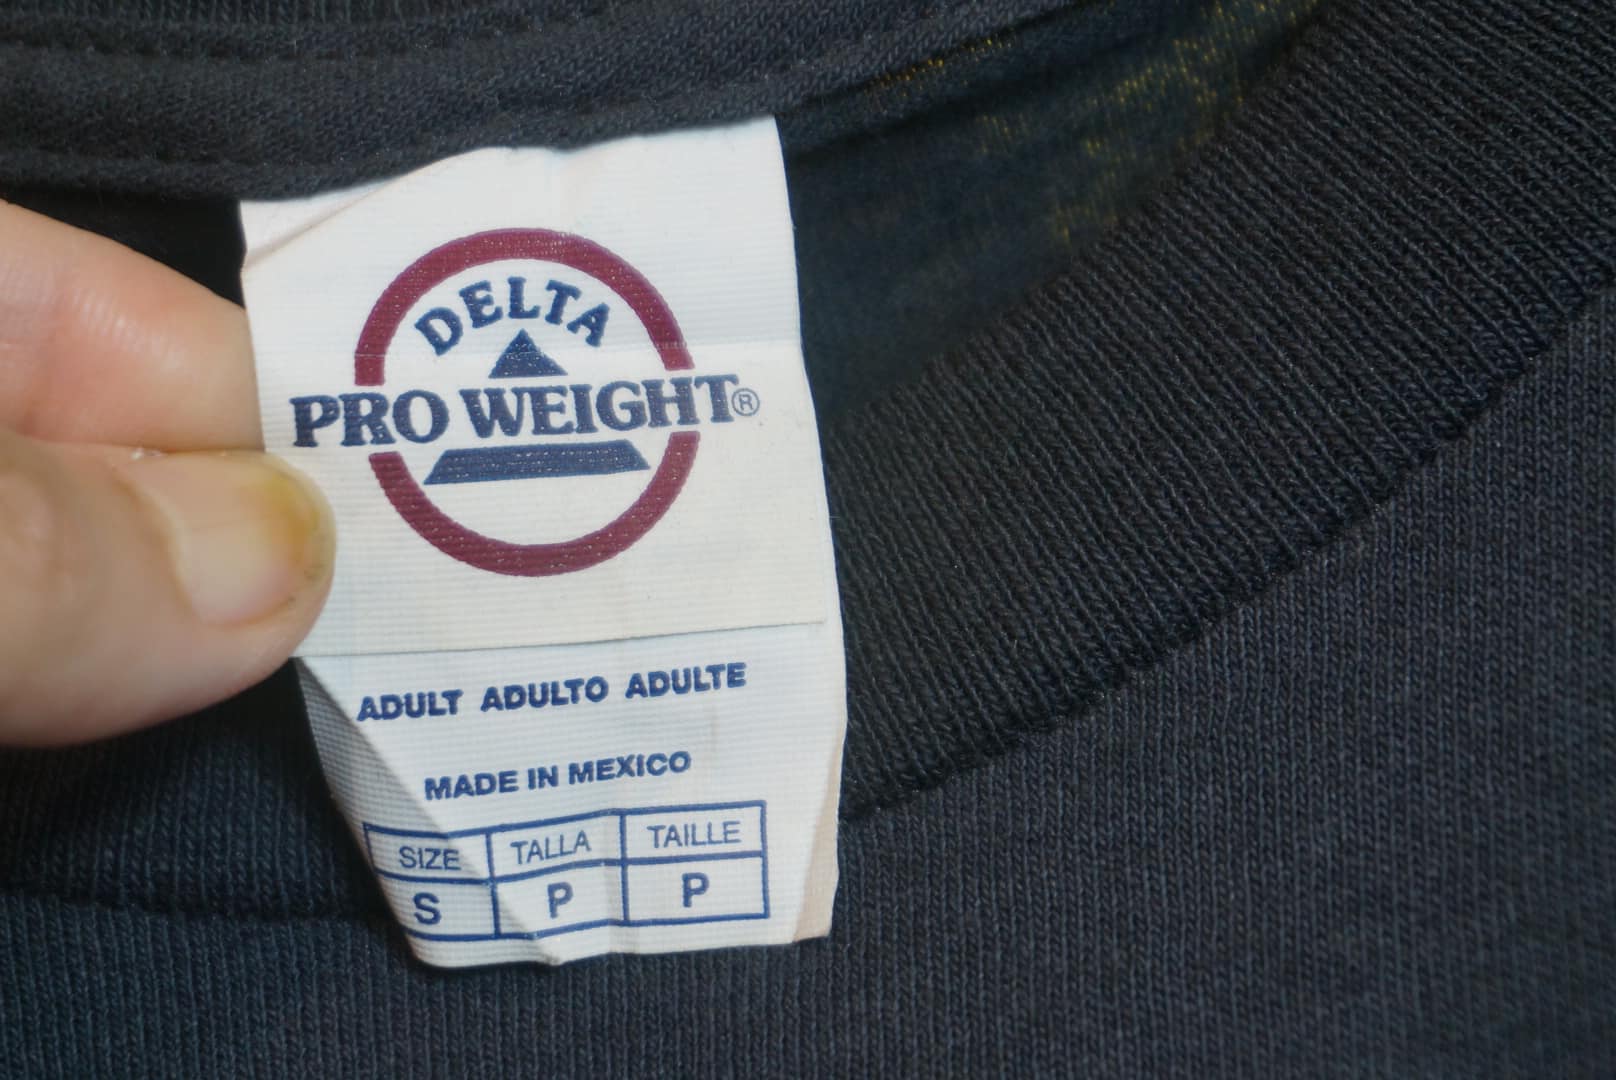 DELTA
PRO WEIGHT®
ADULT ADULTO ADULTE
MADE IN MEXICO
SIZE TALLA TAILLE
S P P